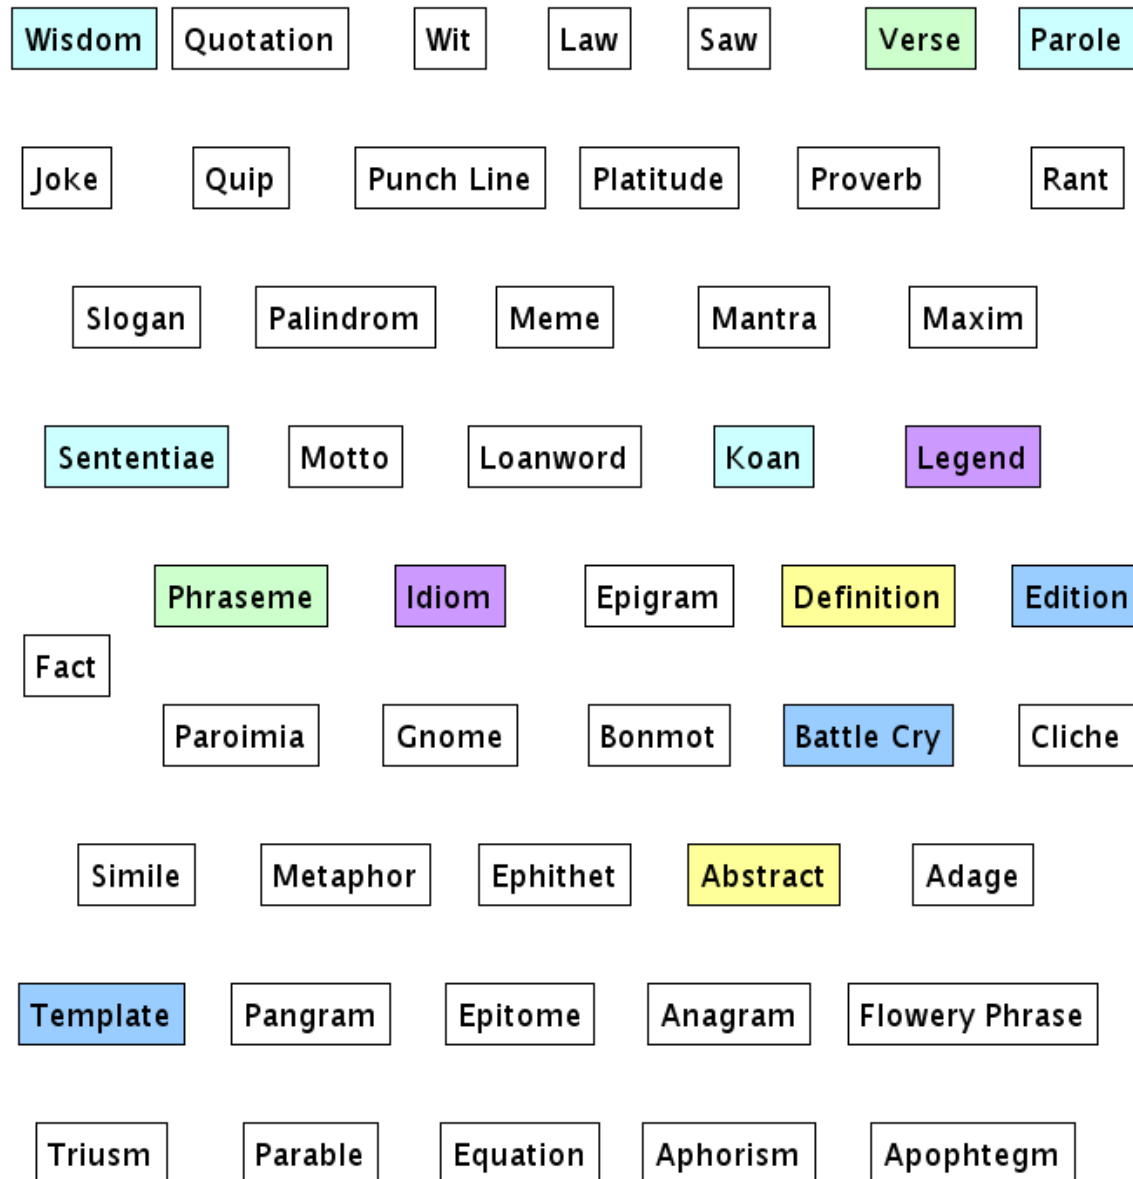 Wisdom Quotation Wit Law Saw Verse Parole
Joke Quip Punch Line Platitude Proverb Rant
Slogan Palindrom Meme Mantra Maxim
Sententiae Motto Loanword Koan Legend
Phraseme Idiom Epigram Definition Edition
Fact
Paroimia Gnome Bonmot Battle Cry Cliche
Simile Metaphor Ephithet Abstract Adage
Template Pangram Epitome Anagram Flowery Phrase
Triusm Parable Equation Aphorism Apophtegm